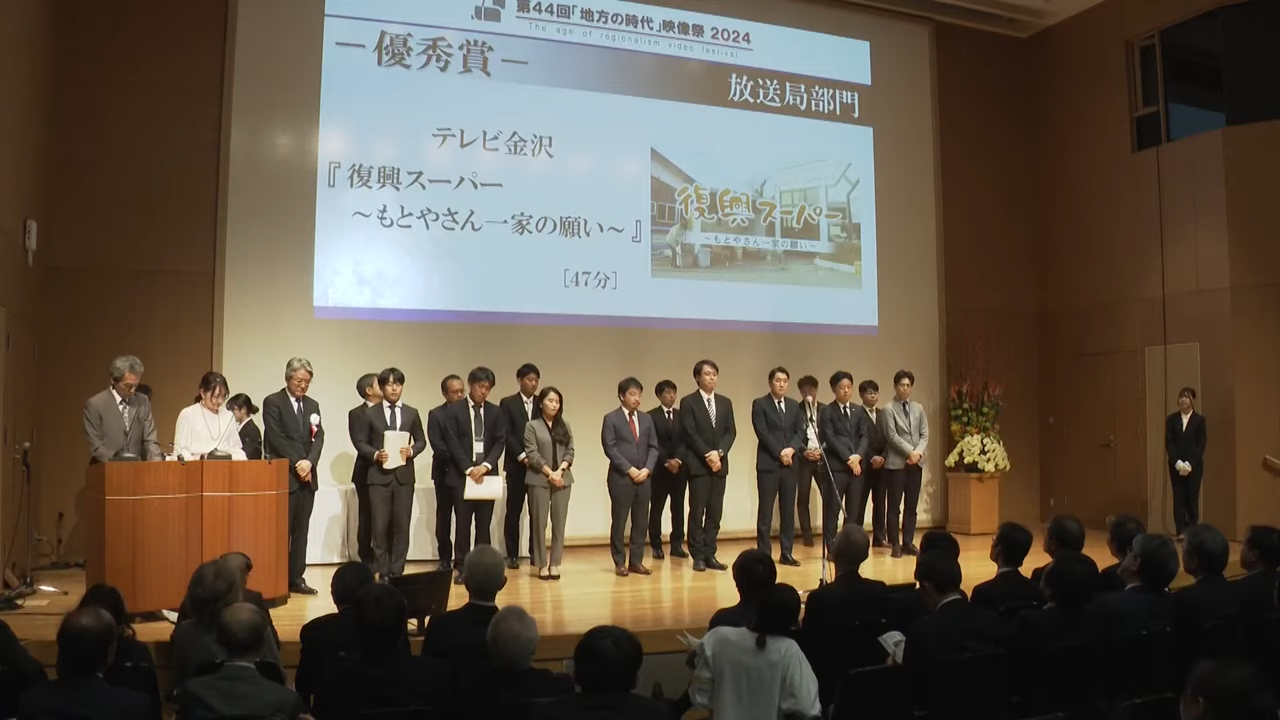 第44回「地方の時代」映像祭 2024
The age of regionalism video festival
－優秀賞－
放送局部門
テレビ金沢
『復興スーパー
～もとやさん一家の願い～』
[47分]
復興スーパー
～もとやさん一家の願い～